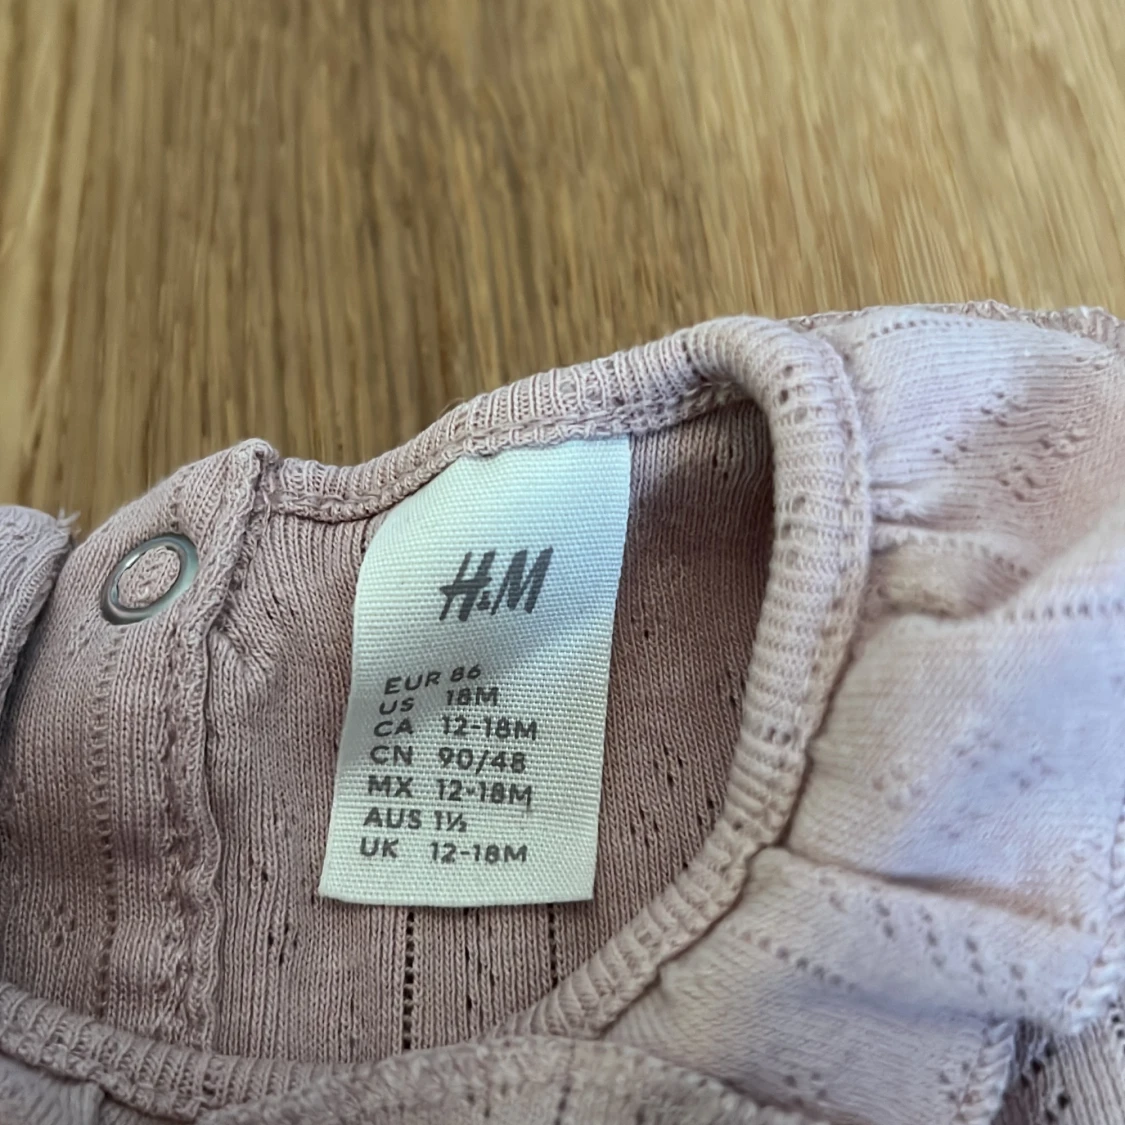 H&M
EUR 86
US 18M
CA 12-18M
CN 90/48
MX 12-18M
AUS 1½
UK 12-18M